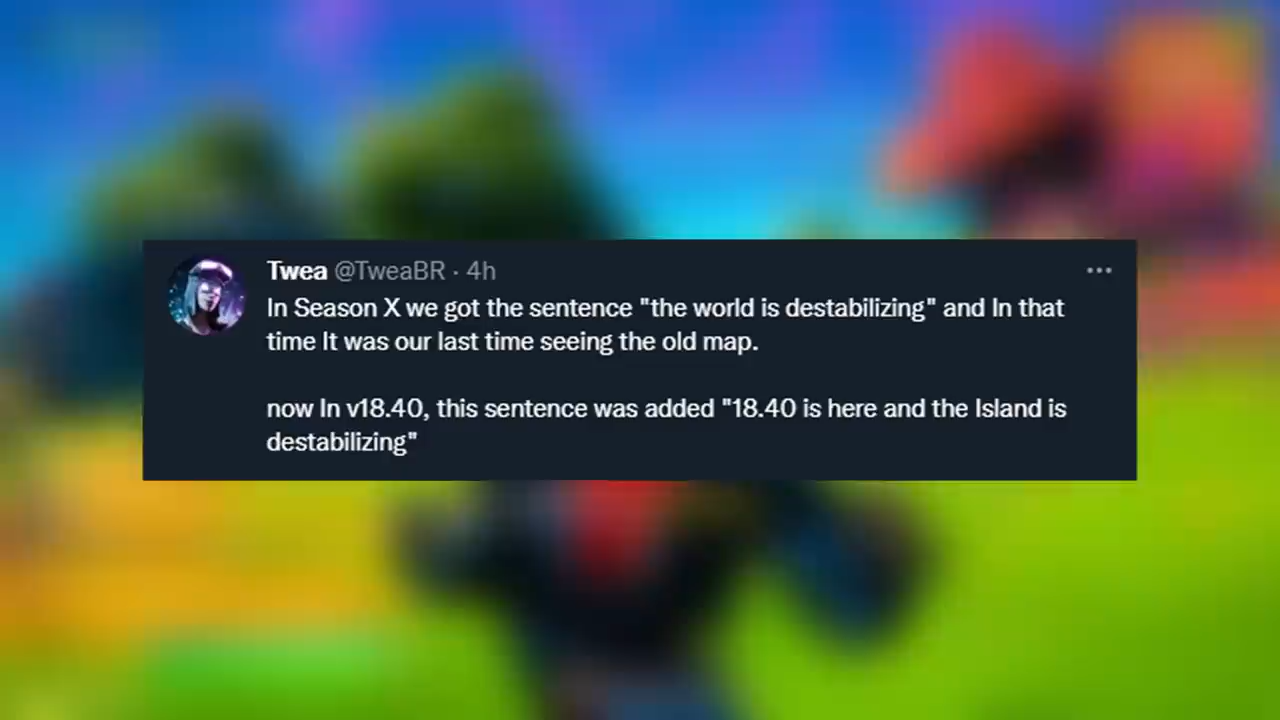 Twea @TweaBR · 4h
In Season X we got the sentence "the world is destabilizing" and In that
time It was our last time seeing the old map.
now In v18.40, this sentence was added "18.40 is here and the Island is
destabilizing"